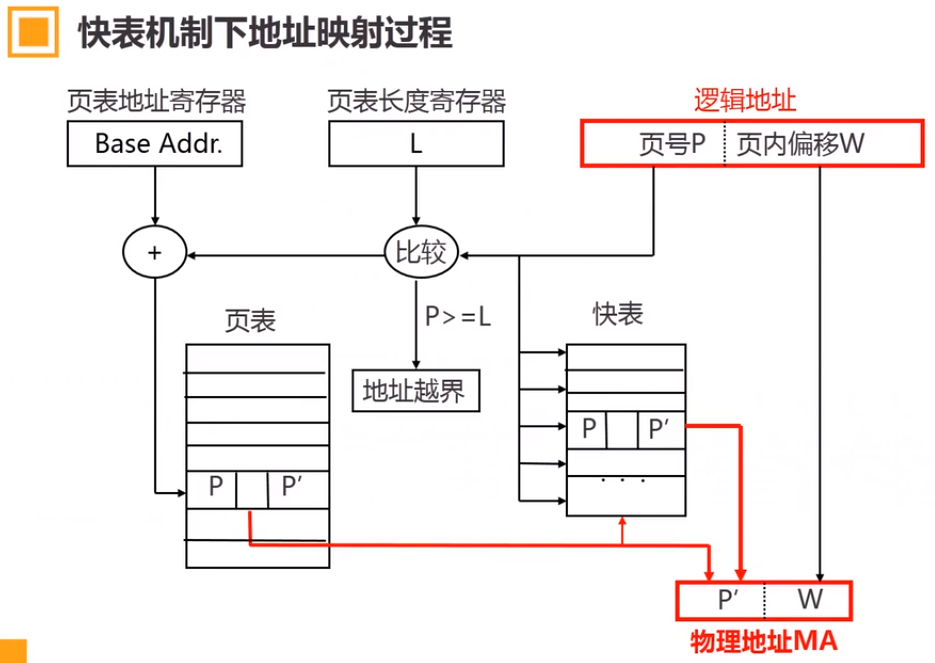 快表机制下地址映射过程
页表地址寄存器
页表长度寄存器
逻辑地址
Base Addr.
L
页号P
页内偏移W
+
比较
P>=L
页表
快表
地址越界
P
P′
P
P′
. . .
P′
W
物理地址MA